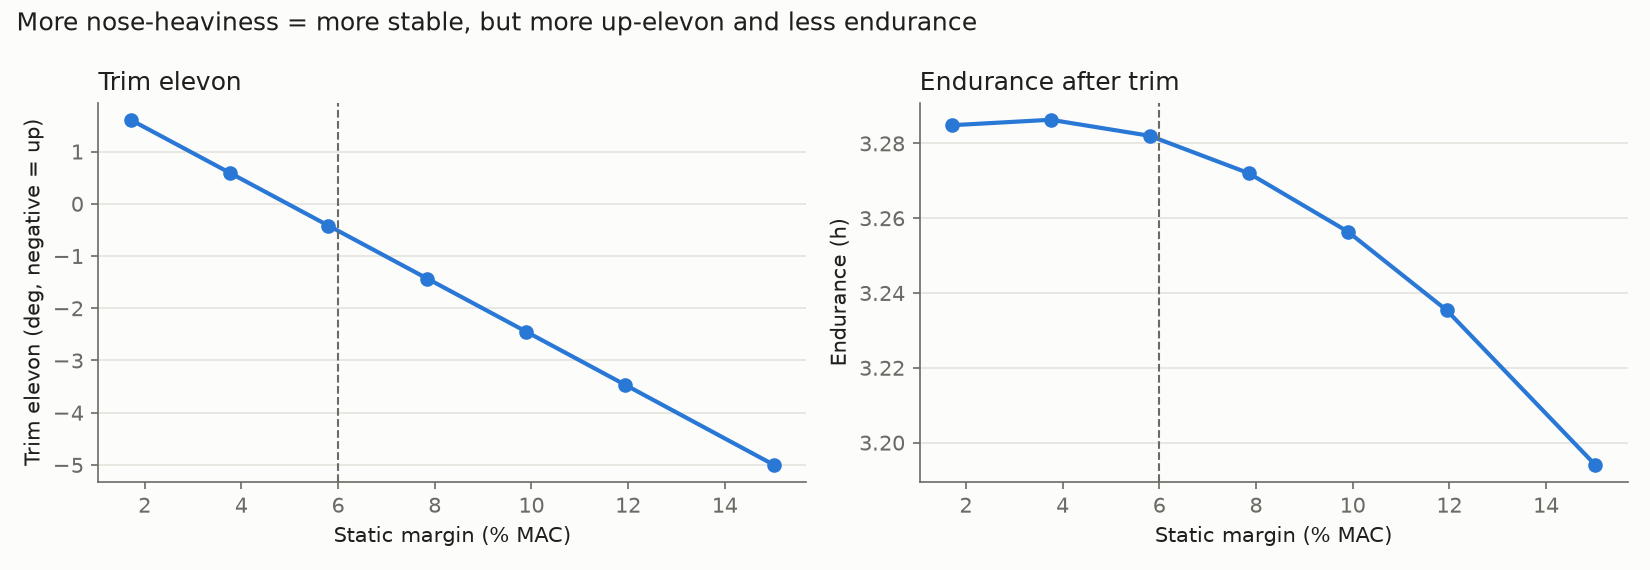 More nose-heaviness = more stable, but more up-elevon and less endurance
Trim elevon
Trim elevon (deg, negative = up)
1
0
−1
−2
−3
−4
−5
2 4 6 8 10 12 14
Static margin (% MAC)
Endurance after trim
Endurance (h)
3.28
3.26
3.24
3.22
3.20
2 4 6 8 10 12 14
Static margin (% MAC)